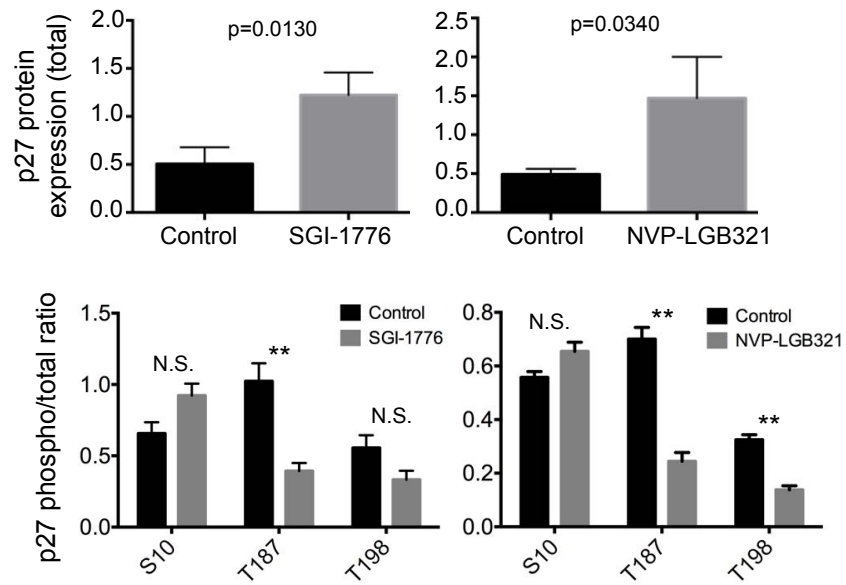 p27 protein
expression (total)
2.0
1.5
1.0
0.5
0.0
p=0.0130
Control
SGI-1776
2.5
2.0
1.5
1.0
0.5
0.0
p=0.0340
Control
NVP-LGB321
p27 phospho/total ratio
1.5
1.0
0.5
0.0
Control
SGI-1776
N.S.
**
N.S.
S10
T187
T198
0.8
0.6
0.4
0.2
0.0
Control
NVP-LGB321
N.S.
**
**
S10
T187
T198